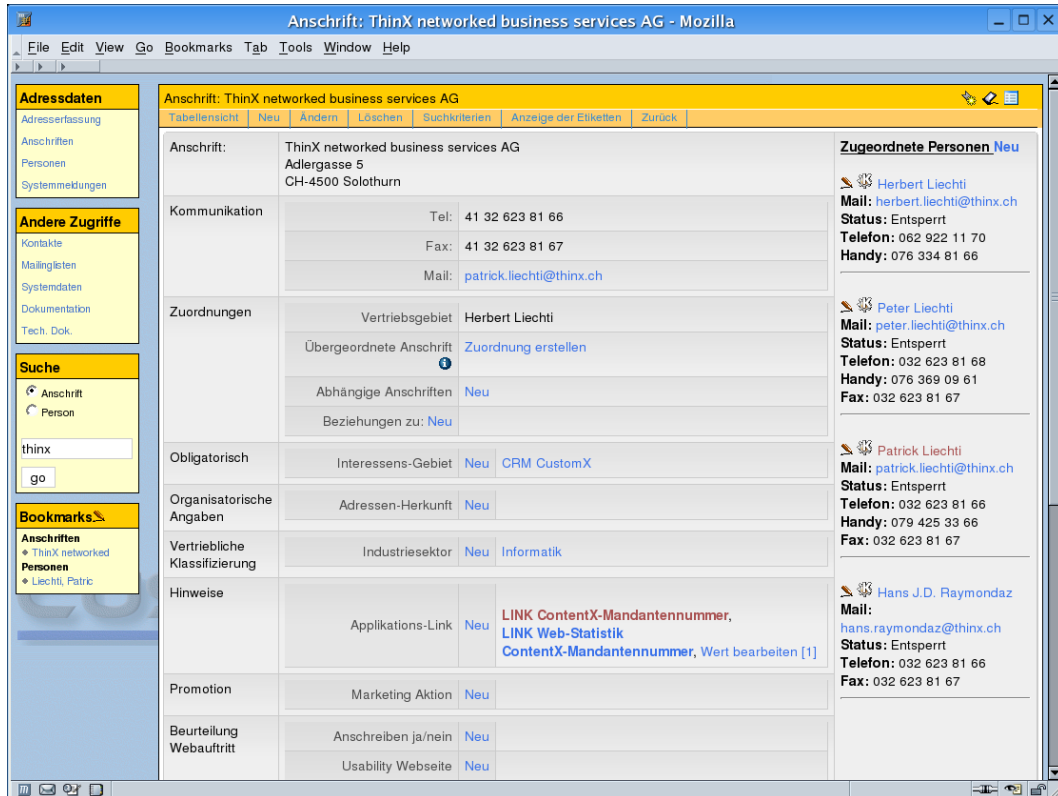 Anschrift: ThinX networked business services AG - Mozilla
File Edit View Go Bookmarks Tab Tools Window Help
Adressdaten
Adresserfassung
Anschriften
Personen
Systemmeldungen
Andere Zugriffe
Kontakte
Mailinglisten
Systemdaten
Dokumentation
Tech. Dok.
Suche
Anschrift
Person
thinx
go
Bookmarks
Anschriften
ThinX networked
Personen
Liechti, Patric
Anschrift: ThinX networked business services AG
Tabellensicht Neu Ändern Löschen Suchkriterien Anzeige der Etiketten Zurück
Anschrift: ThinX networked business services AG
Adlergasse 5
CH-4500 Solothurn
Kommunikation Tel: 41 32 623 81 66
Fax: 41 32 623 81 67
Mail: patrick.liechti@thinx.ch
Zuordnungen Vertriebsgebiet Herbert Liechti
Übergeordnete Anschrift Zuordnung erstellen
Abhängige Anschriften Neu
Beziehungen zu: Neu
Obligatorisch Interessens-Gebiet Neu CRM CustomX
Organisatorische
Angaben Adressen-Herkunft Neu
Vertriebliche
Klassifizierung Industriesektor Neu Informatik
Hinweise Applikations-Link Neu LINK ContentX-Mandantennummer,
LINK Web-Statistik
ContentX-Mandantennummer, Wert bearbeiten [1]
Promotion Marketing Aktion Neu
Beurteilung
Webauftritt Anschreiben ja/nein Neu
Usability Webseite Neu
Zugeordnete Personen Neu
Herbert Liechti
Mail: herbert.liechti@thinx.ch
Status: Entsperrt
Telefon: 062 922 11 70
Handy: 076 334 81 66
Peter Liechti
Mail: peter.liechti@thinx.ch
Status: Entsperrt
Telefon: 032 623 81 68
Handy: 076 369 09 61
Fax: 032 623 81 67
Patrick Liechti
Mail: patrick.liechti@thinx.ch
Status: Entsperrt
Telefon: 032 623 81 66
Handy: 079 425 33 66
Fax: 032 623 81 67
Hans J.D. Raymondaz
Mail:
hans.raymondaz@thinx.ch
Status: Entsperrt
Telefon: 032 623 81 66
Fax: 032 623 81 67